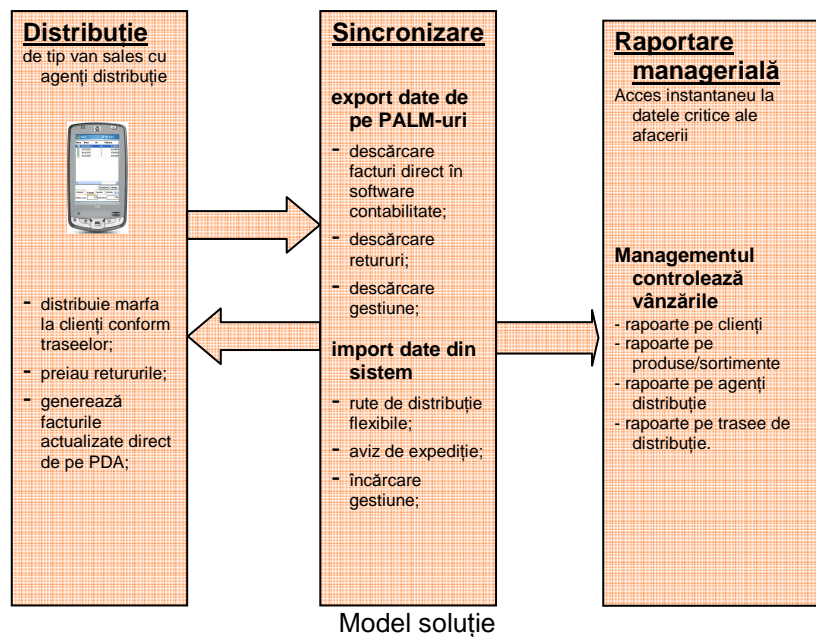 Distribuție
de tip van sales cu
agenți distribuție
- distribuie marfa
la clienți conform
traseelor;
- preiau retururile;
- generează
facturile
actualizate direct
de pe PDA;
Sincronizare
export date de
pe PALM-uri
- descărcare
facturi direct în
software
contabilitate;
- descărcare
retururi;
- descărcare
gestiune;
import date din
sistem
- rute de distribuție
flexibile;
- aviz de expediție;
- încărcare
gestiune;
Raportare
managerială
Acces instantaneu la
datele critice ale
afacerii
Managementul
controlează
vânzările
- rapoarte pe clienți
- rapoarte pe
produse/sortimente
- rapoarte pe agenți
distribuție
- rapoarte pe trasee de
distribuție.
Model soluție